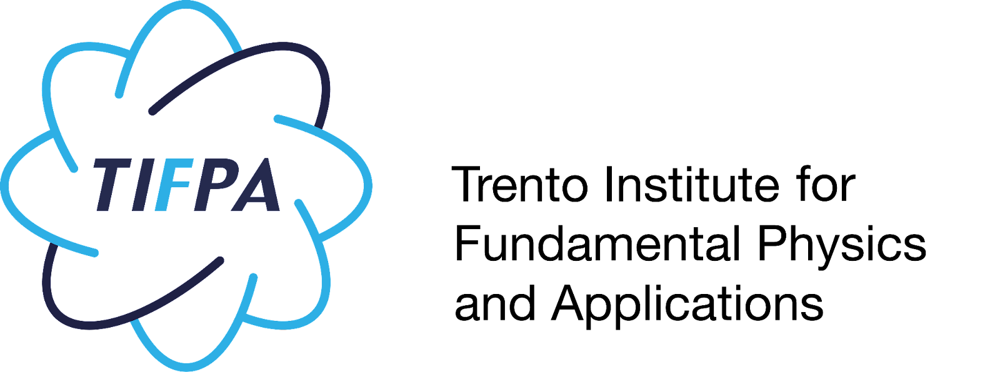 TIFPA
Trento Institute for
Fundamental Physics
and Applications